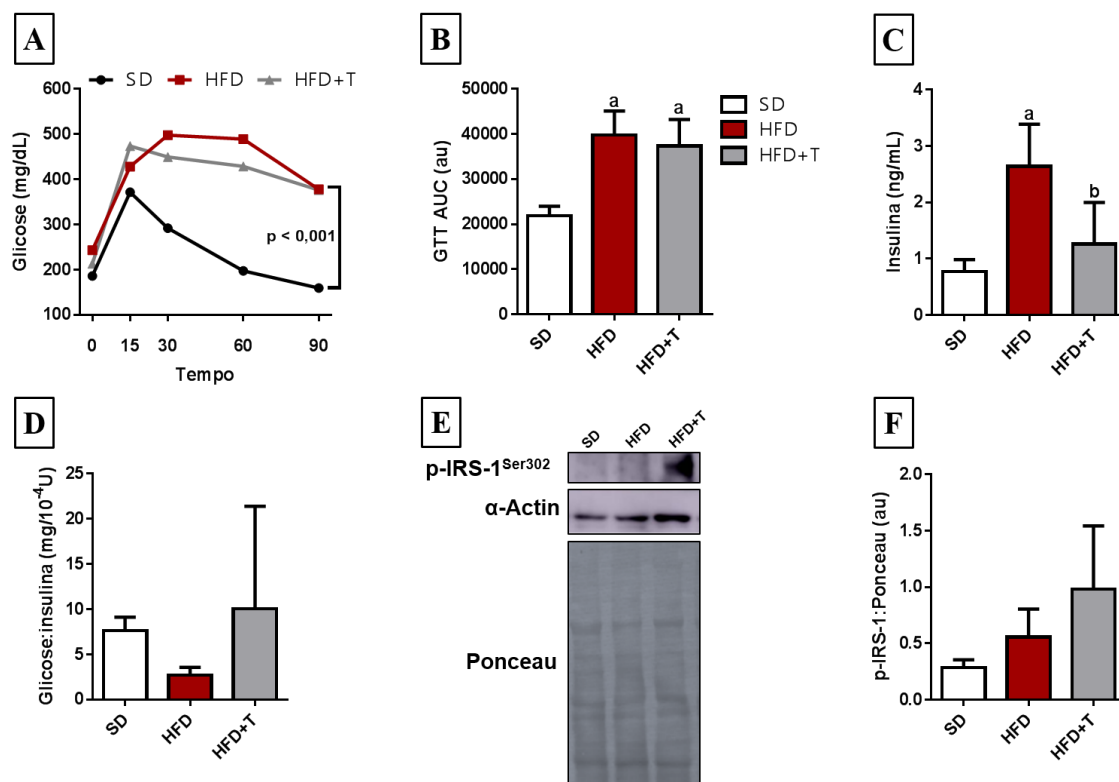 A
SD HFD HFD+T
Glicose (mg/dL)
600
500
400
300
200
100
p < 0,001
0 15 30 60 90
Tempo
B
GTT AUC (au)
50000
40000
30000
20000
10000
0
a a
SD HFD HFD+T
SD
HFD
HFD+T
C
Insulina (ng/mL)
4
3
2
1
0
a
b
SD HFD HFD+T
D
Glicose:insulina (mg/10⁻⁴U)
25
20
15
10
5
0
SD HFD HFD+T
E
SD HFD HFD+T
p-IRS-1Ser302
α-Actin
Ponceau
F
p-IRS-1:Ponceau (au)
2.0
1.5
1.0
0.5
0.0
SD HFD HFD+T